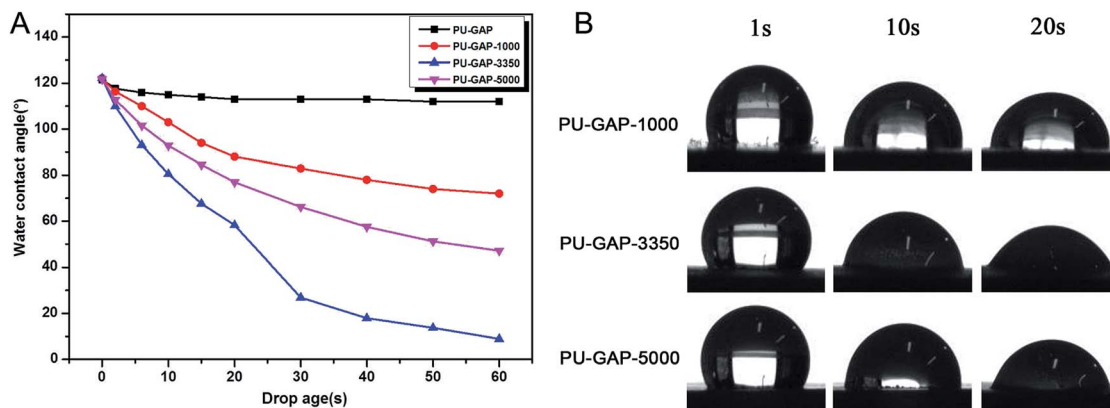 A
Water contact angle(°)
140
120
100
80
60
40
20
0
0 10 20 30 40 50 60
Drop age(s)
PU-GAP
PU-GAP-1000
PU-GAP-3350
PU-GAP-5000
B
1s 10s 20s
PU-GAP-1000
PU-GAP-3350
PU-GAP-5000